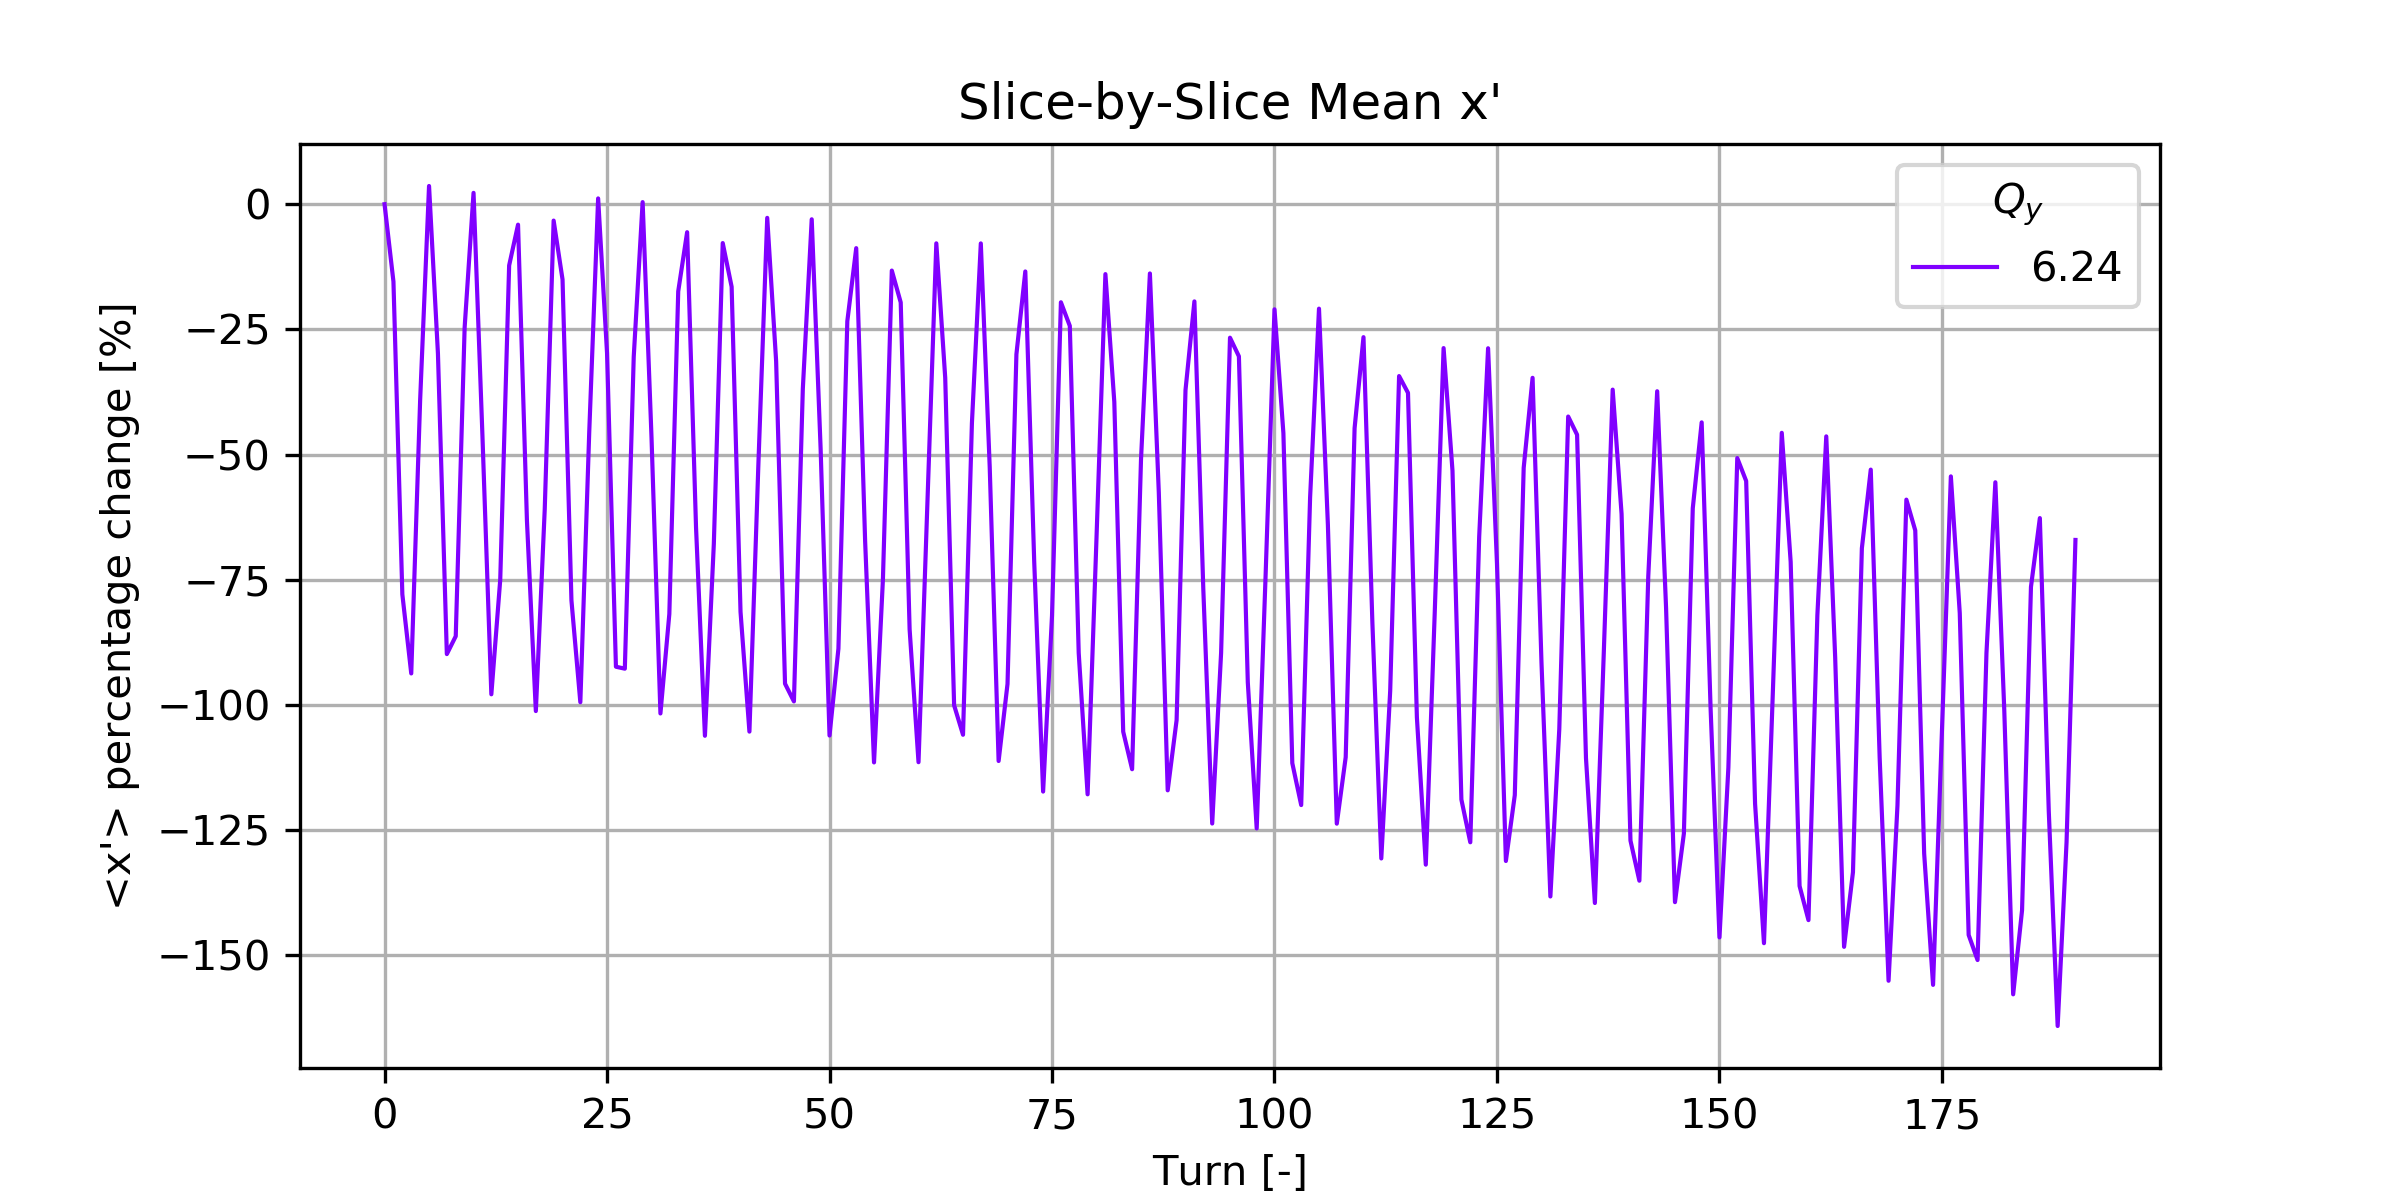 Slice-by-Slice Mean x'
<x'> percentage change [%]
0
−25
−50
−75
−100
−125
−150
Q_y
6.24
0 25 50 75 100 125 150 175
Turn [-]